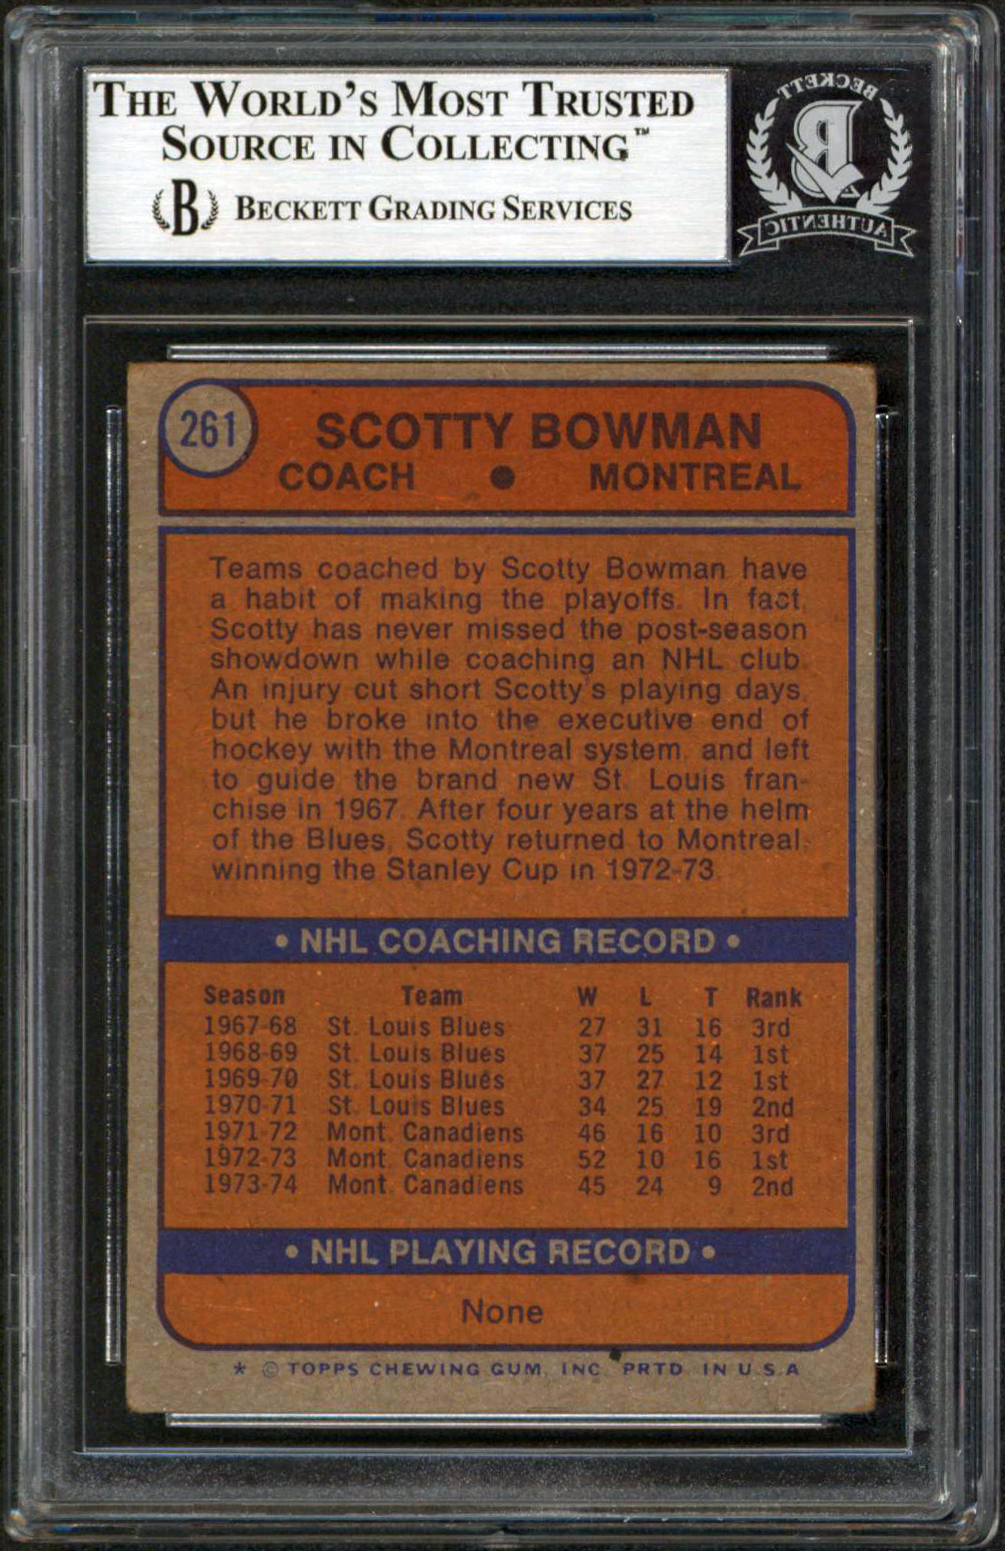 THE WORLD'S MOST TRUSTED
SOURCE IN COLLECTING™
B BECKETT GRADING SERVICES
BECKETT
B
AUTHENTIC
261
SCOTTY BOWMAN
COACH ● MONTREAL
Teams coached by Scotty Bowman have
a habit of making the playoffs. In fact,
Scotty has never missed the post-season
showdown while coaching an NHL club.
An injury cut short Scotty's playing days,
but he broke into the executive end of
hockey with the Montreal system, and left
to guide the brand new St. Louis fran-
chise in 1967. After four years at the helm
of the Blues, Scotty returned to Montreal,
winning the Stanley Cup in 1972-73.
• NHL COACHING RECORD •
Season Team W L T Rank
1967-68 St. Louis Blues 27 31 16 3rd
1968-69 St. Louis Blues 37 25 14 1st
1969-70 St. Louis Blues 37 27 12 1st
1970-71 St. Louis Blues 34 25 19 2nd
1971-72 Mont. Canadiens 46 16 10 3rd
1972-73 Mont. Canadiens 52 10 16 1st
1973-74 Mont. Canadiens 45 24 9 2nd
• NHL PLAYING RECORD •
None
* © TOPPS CHEWING GUM, INC. PRTD. IN U.S.A.